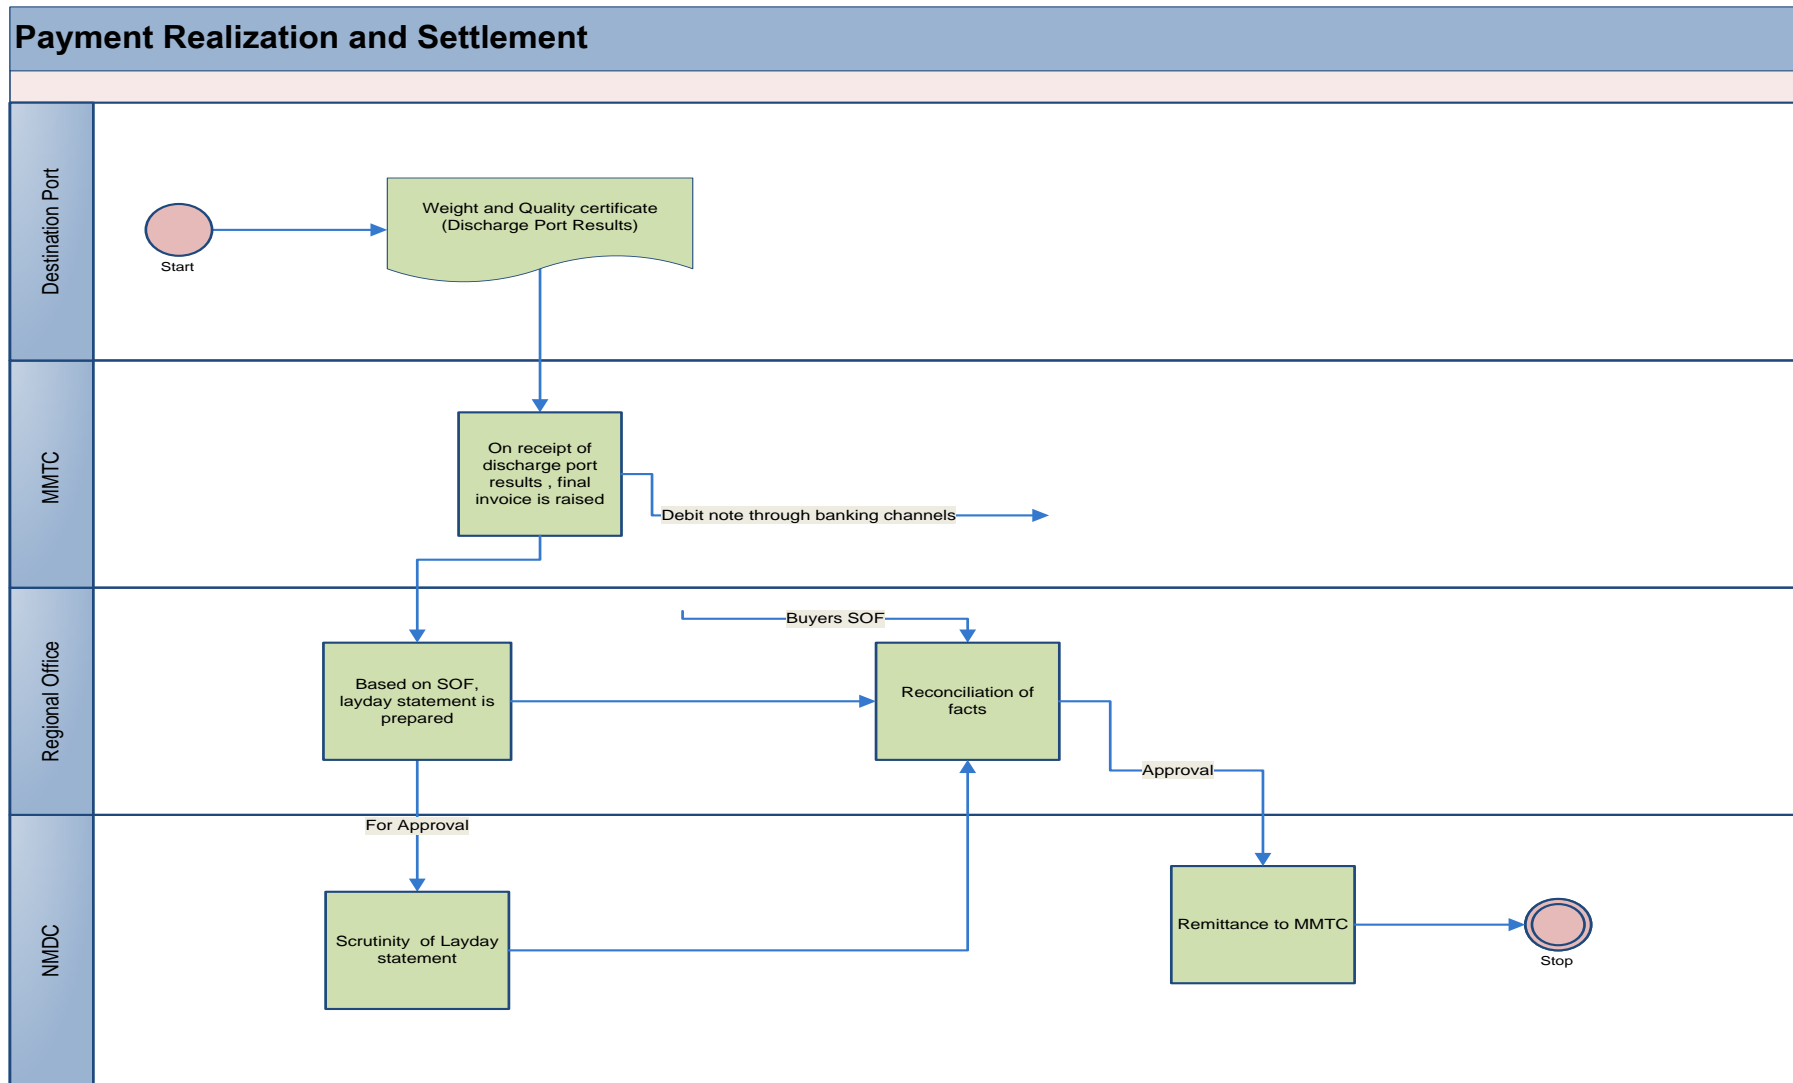 Payment Realization and Settlement
Destination Port
Start
Weight and Quality certificate
(Discharge Port Results)
MMTC
On receipt of
discharge port
results , final
invoice is raised
Debit note through banking channels
Regional Office
Buyers SOF
Based on SOF,
layday statement is
prepared
Reconciliation of
facts
Approval
NMDC
For Approval
Scrutinity  of Layday
statement
Remittance to MMTC
Stop